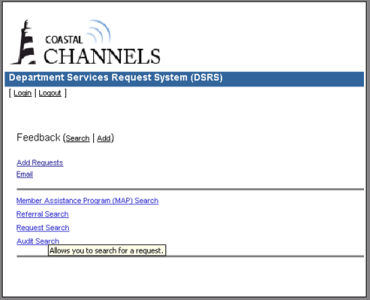 COASTAL
CHANNELS
Department Services Request System (DSRS)
[ Login | Logout ]
Feedback (Search | Add)
Add Requests
Email
Member Assistance Program (MAP) Search
Referral Search
Request Search
Audit Search
Allows you to search for a request.